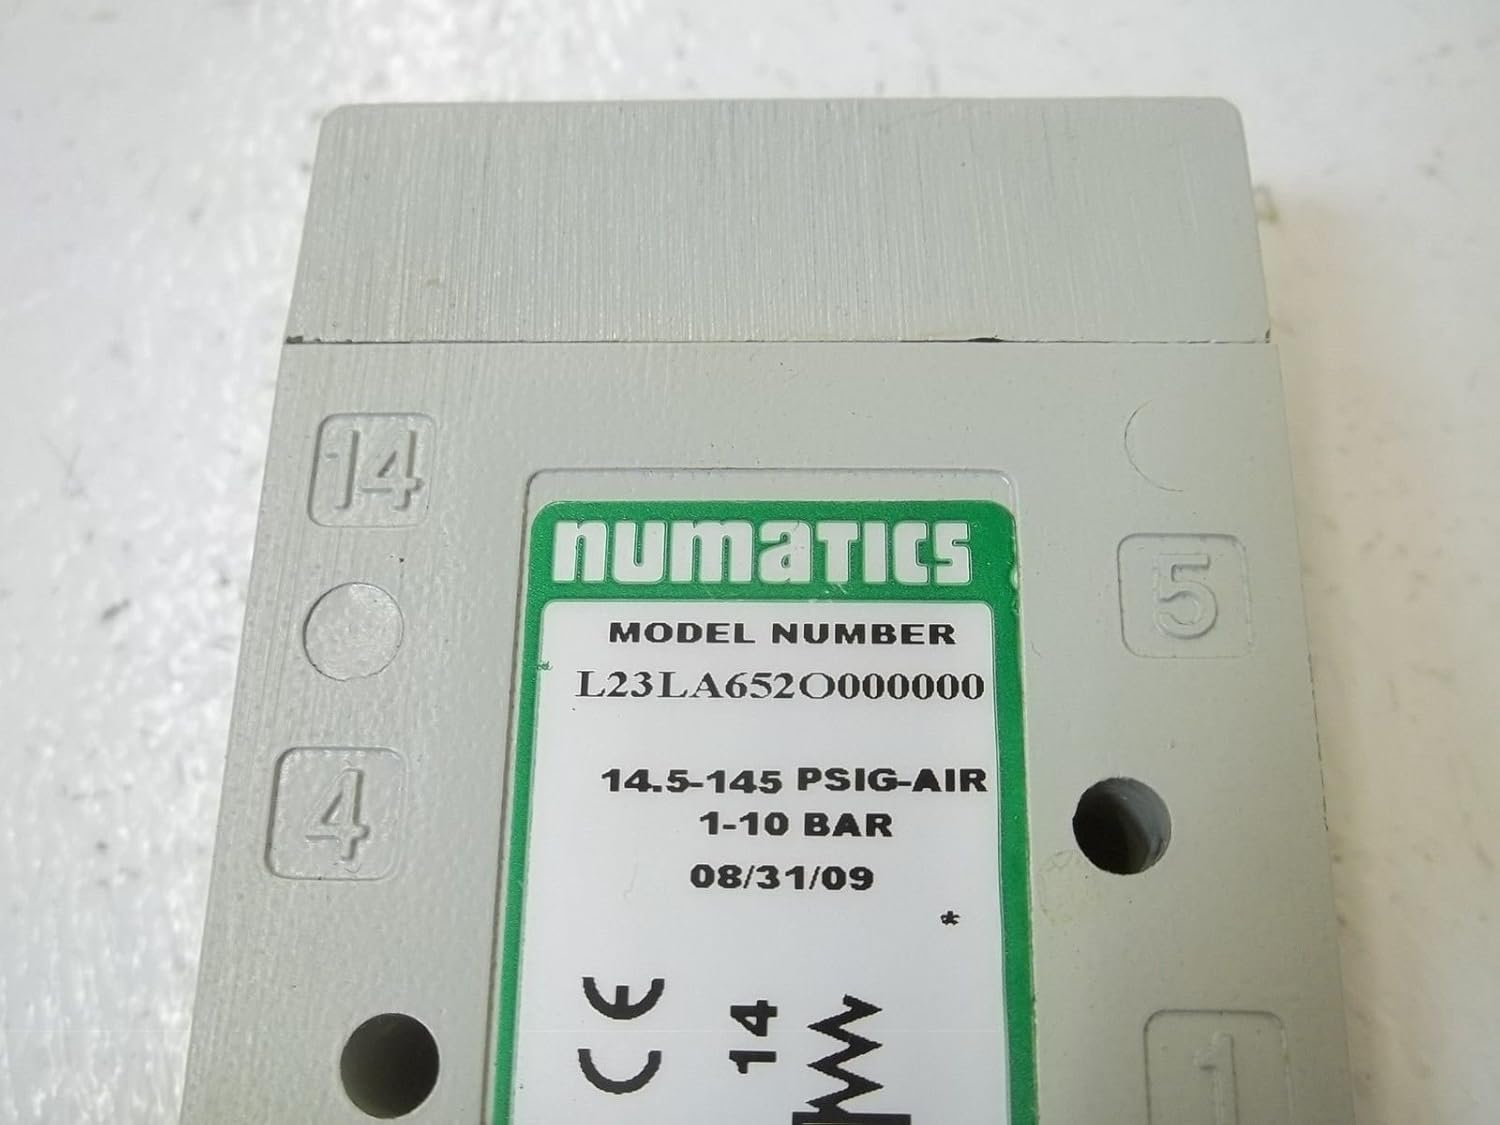 14
5
numatics
MODEL NUMBER
L23LA652O000000
4
14.5-145 PSIG-AIR
1-10 BAR
08/31/09
*
CE
14
1